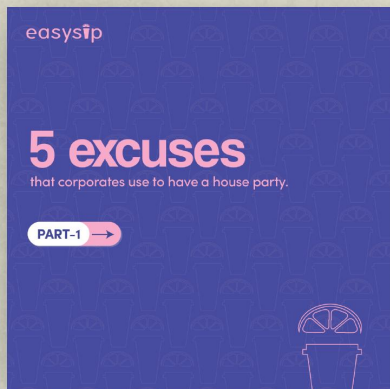 easysip
5 excuses
that corporates use to have a house party.
PART-1